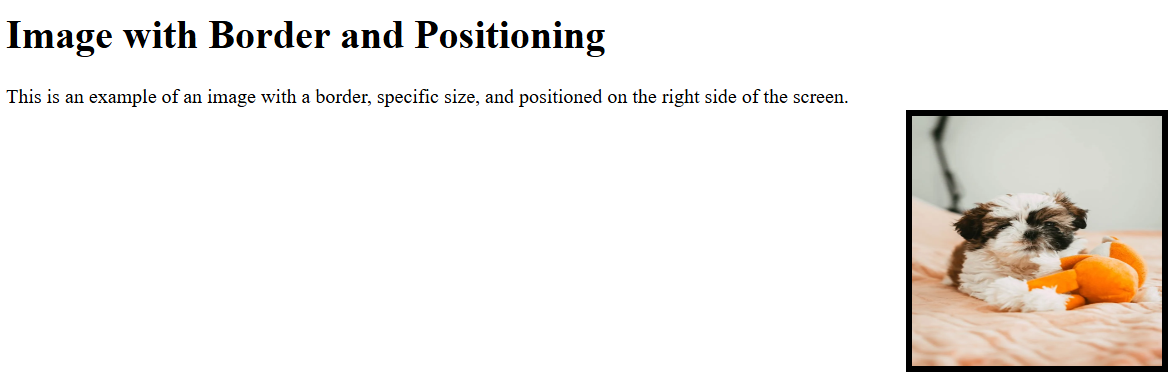 Image with Border and Positioning
This is an example of an image with a border, specific size, and positioned on the right side of the screen.